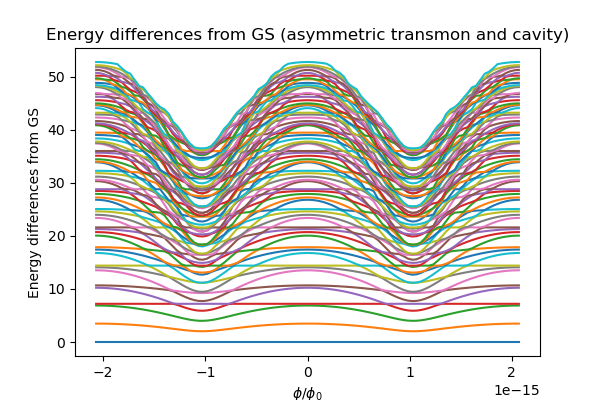 Energy differences from GS (asymmetric transmon and cavity)
Energy differences from GS
50
40
30
20
10
0
−2
−1
0
1
2
1e−15
ϕ/ϕ₀